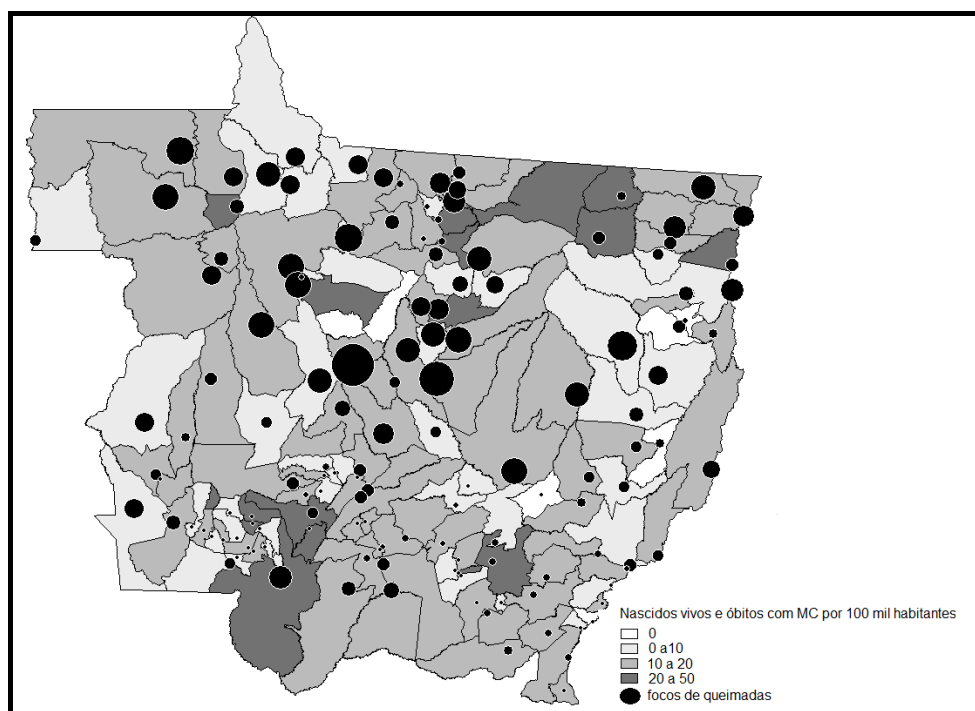 Nascidos vivos e óbitos com MC por 100 mil habitantes
0
0 a10
10 a 20
20 a 50
focos de queimadas